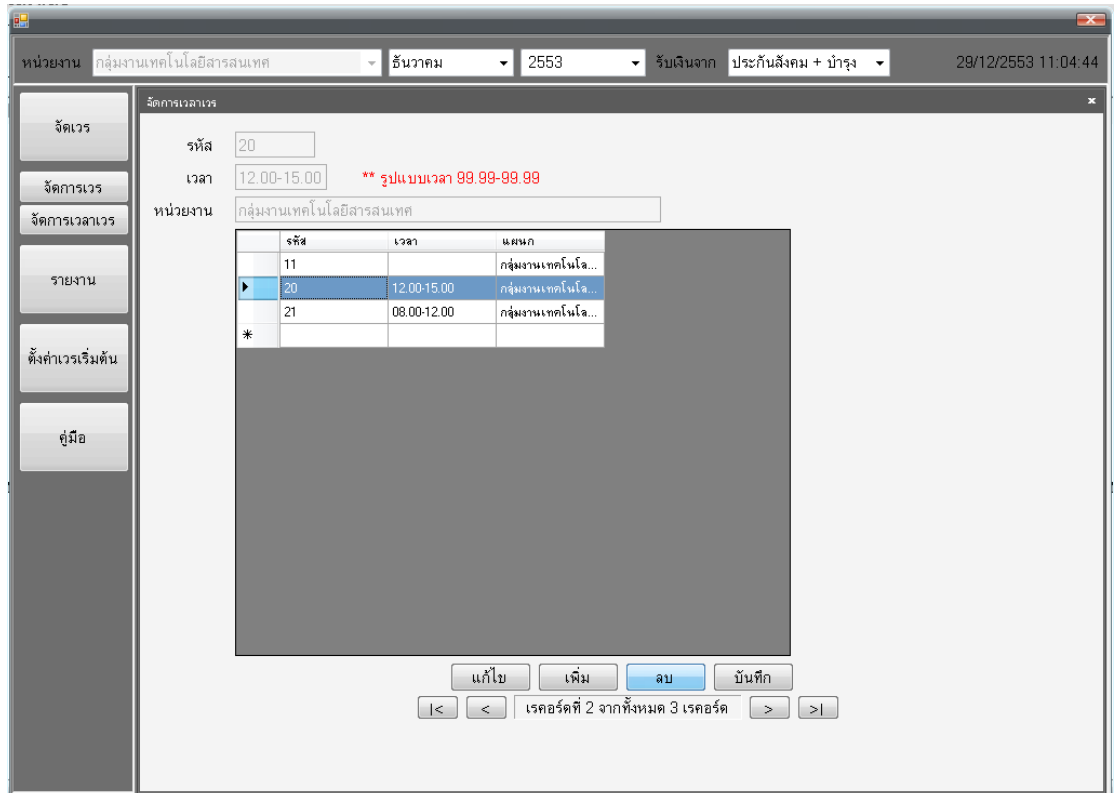 หน่วยงาน กลุ่มงานเทคโนโลยีสารสนเทศ ธันวาคม 2553 รับเงินจาก ประกันสังคม + บำรุง 29/12/2553 11:04:44
จัดการเวลาเวร
จัดเวร
จัดการเวร
จัดการเวลาเวร
รายงาน
ตั้งค่าเวรเริ่มต้น
คู่มือ
รหัส 20
เวลา 12.00-15.00 ** รูปแบบเวลา 99.99-99.99
หน่วยงาน กลุ่มงานเทคโนโลยีสารสนเทศ
รหัส เวลา แผนก
11 กลุ่มงานเทคโนโล...
20 12.00-15.00 กลุ่มงานเทคโนโล...
21 08.00-12.00 กลุ่มงานเทคโนโล...
แก้ไข เพิ่ม ลบ บันทึก
|< < เรคอร์ดที่ 2 จากทั้งหมด 3 เรคอร์ด > >|